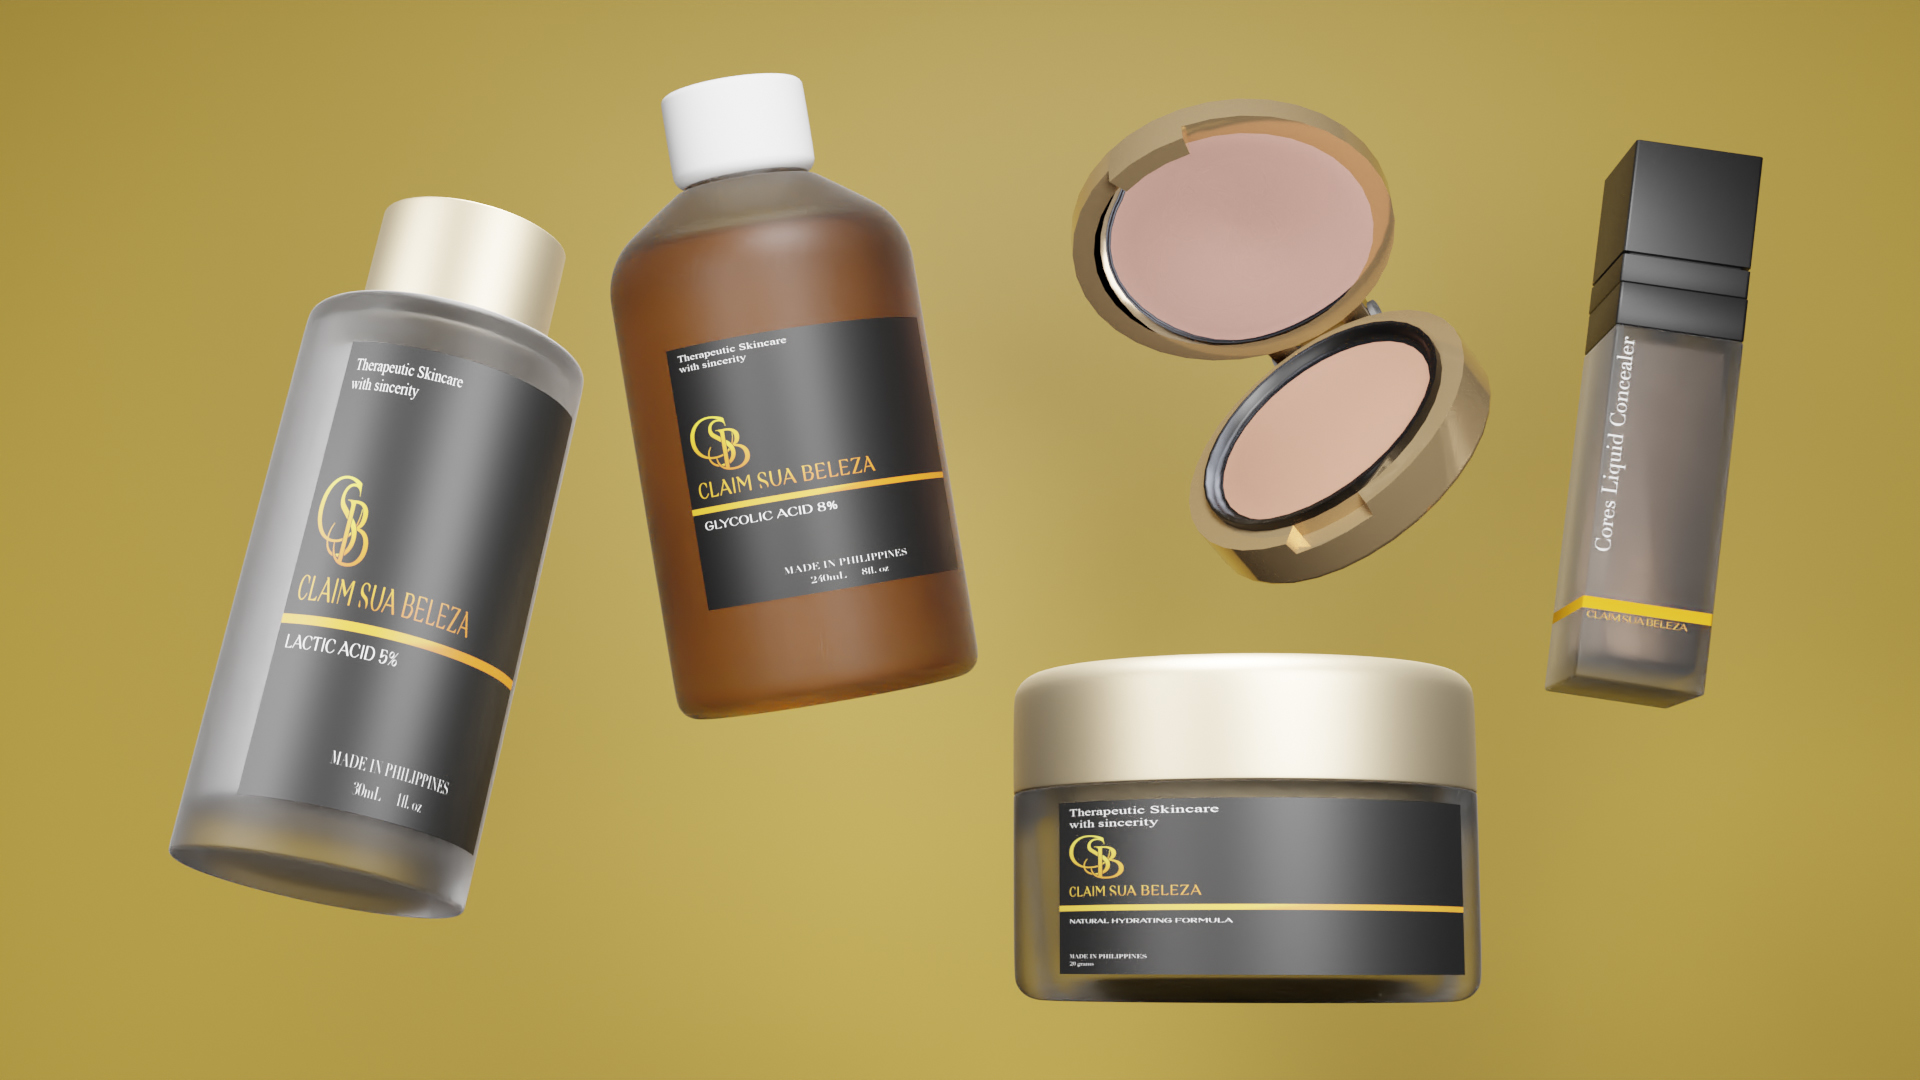 Therapeutic Skincare
with sincerity
CSB
CLAIM SUA BELEZA
LACTIC ACID 5%
MADE IN PHILIPPINES
30mL 1fl. oz
Therapeutic Skincare
with sincerity
CSB
CLAIM SUA BELEZA
GLYCOLIC ACID 8%
MADE IN PHILIPPINES
240mL 8fl. oz
Cores Liquid Concealer
CLAIM SUA BELEZA
Therapeutic Skincare
with sincerity
CSB
CLAIM SUA BELEZA
NATURAL HYDRATING FORMULA
MADE IN PHILIPPINES
20 grams